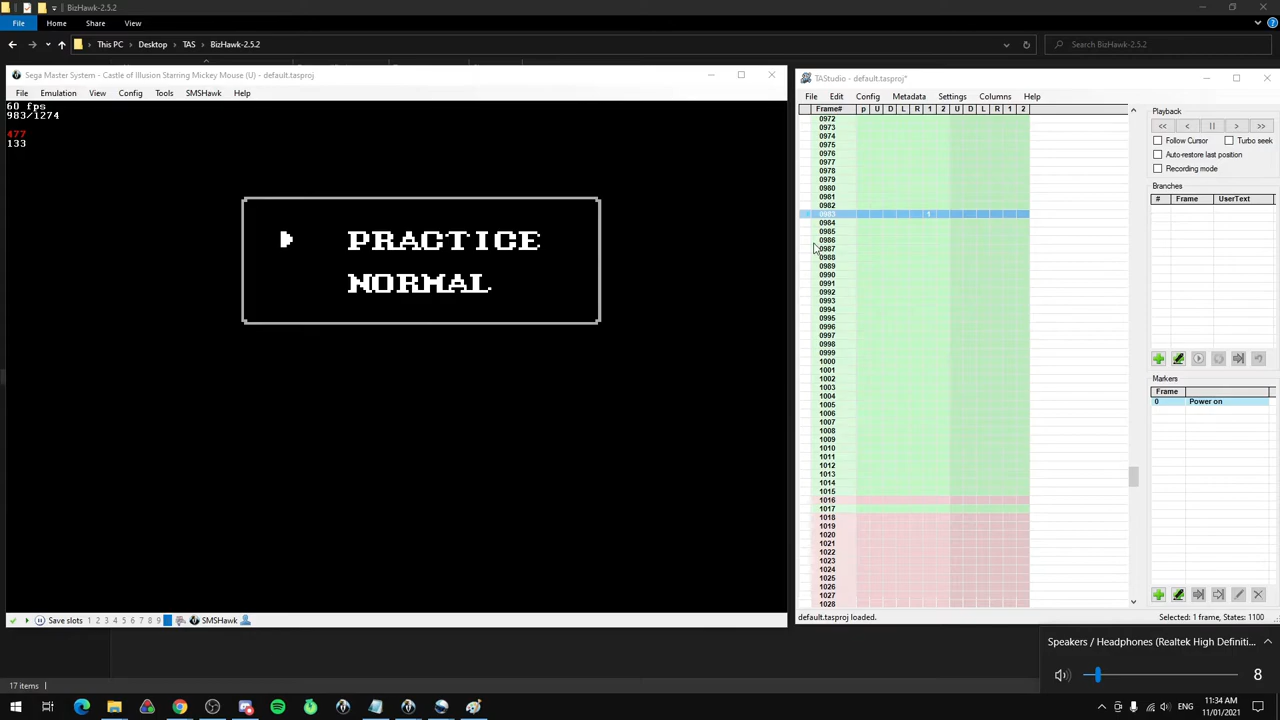 BizHawk-2.5.2
File Home Share View
This PC Desktop TAS BizHawk-2.5.2 Search BizHawk-2.5.2
Sega Master System - Castle of Illusion Starring Mickey Mouse (U) - default.tasproj
File Emulation View Config Tools SMSHawk Help
60 fps
983/1274
477
133
PRACTICE
NORMAL
Save slots 1 2 3 4 5 6 7 8 9 SMSHawk
17 items
TAStudio - default.tasproj*
File Edit Config Metadata Settings Columns Help
Frame# p U D L R 1 2 U D L R 1 2
0972
0973
0974
0975
0976
0977
0978
0979
0980
0981
0982
0983 1
0984
0985
0986
0987
0988
0989
0990
0991
0992
0993
0994
0995
0996
0997
0998
0999
1000
1001
1002
1003
1004
1005
1006
1007
1008
1009
1010
1011
1012
1013
1014
1015
1016
1017
1018
1019
1020
1021
1022
1023
1024
1025
1026
1027
1028
default.tasproj loaded. Selected: 1 frame, States: 1100
Playback
<< < || > >>
Follow Cursor Turbo seek
Auto-restore last position
Recording mode
Branches
# Frame UserText
Markers
Frame
0 Power on
Speakers / Headphones (Realtek High Definiti...
8
11:34 AM
11/01/2021